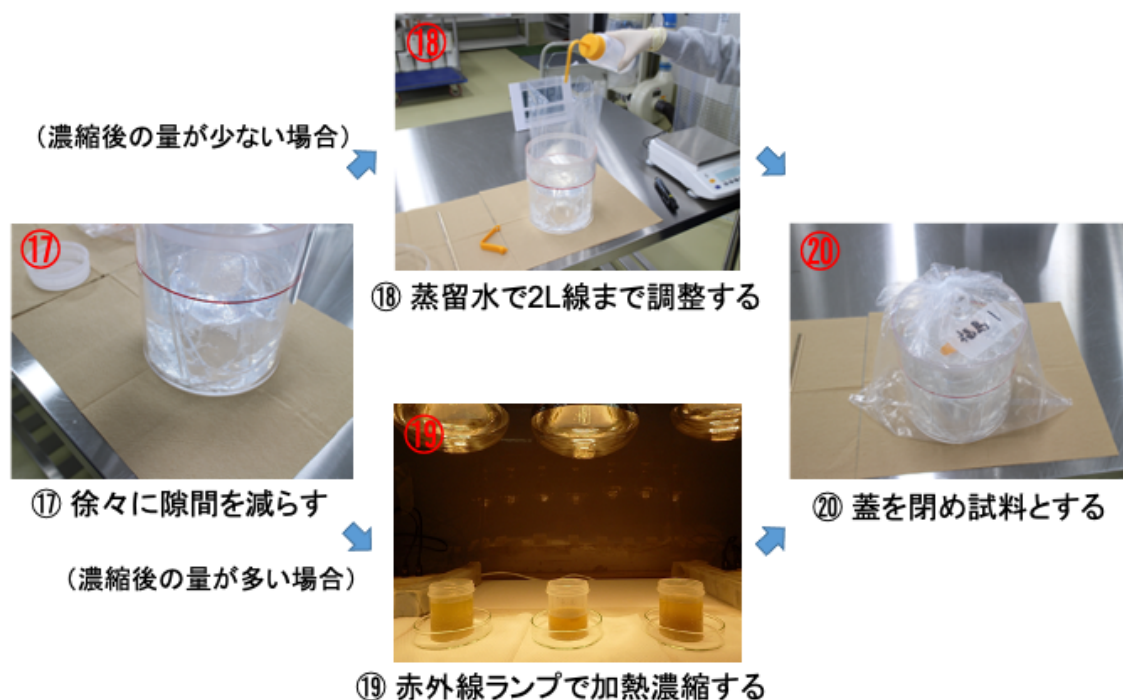 ⑱
(濃縮後の量が少ない場合)
⑱ 蒸留水で2L線まで調整する
⑰
⑰ 徐々に隙間を減らす
⑳
福島 1
⑳ 蓋を閉め試料とする
(濃縮後の量が多い場合)
⑲
⑲ 赤外線ランプで加熱濃縮する